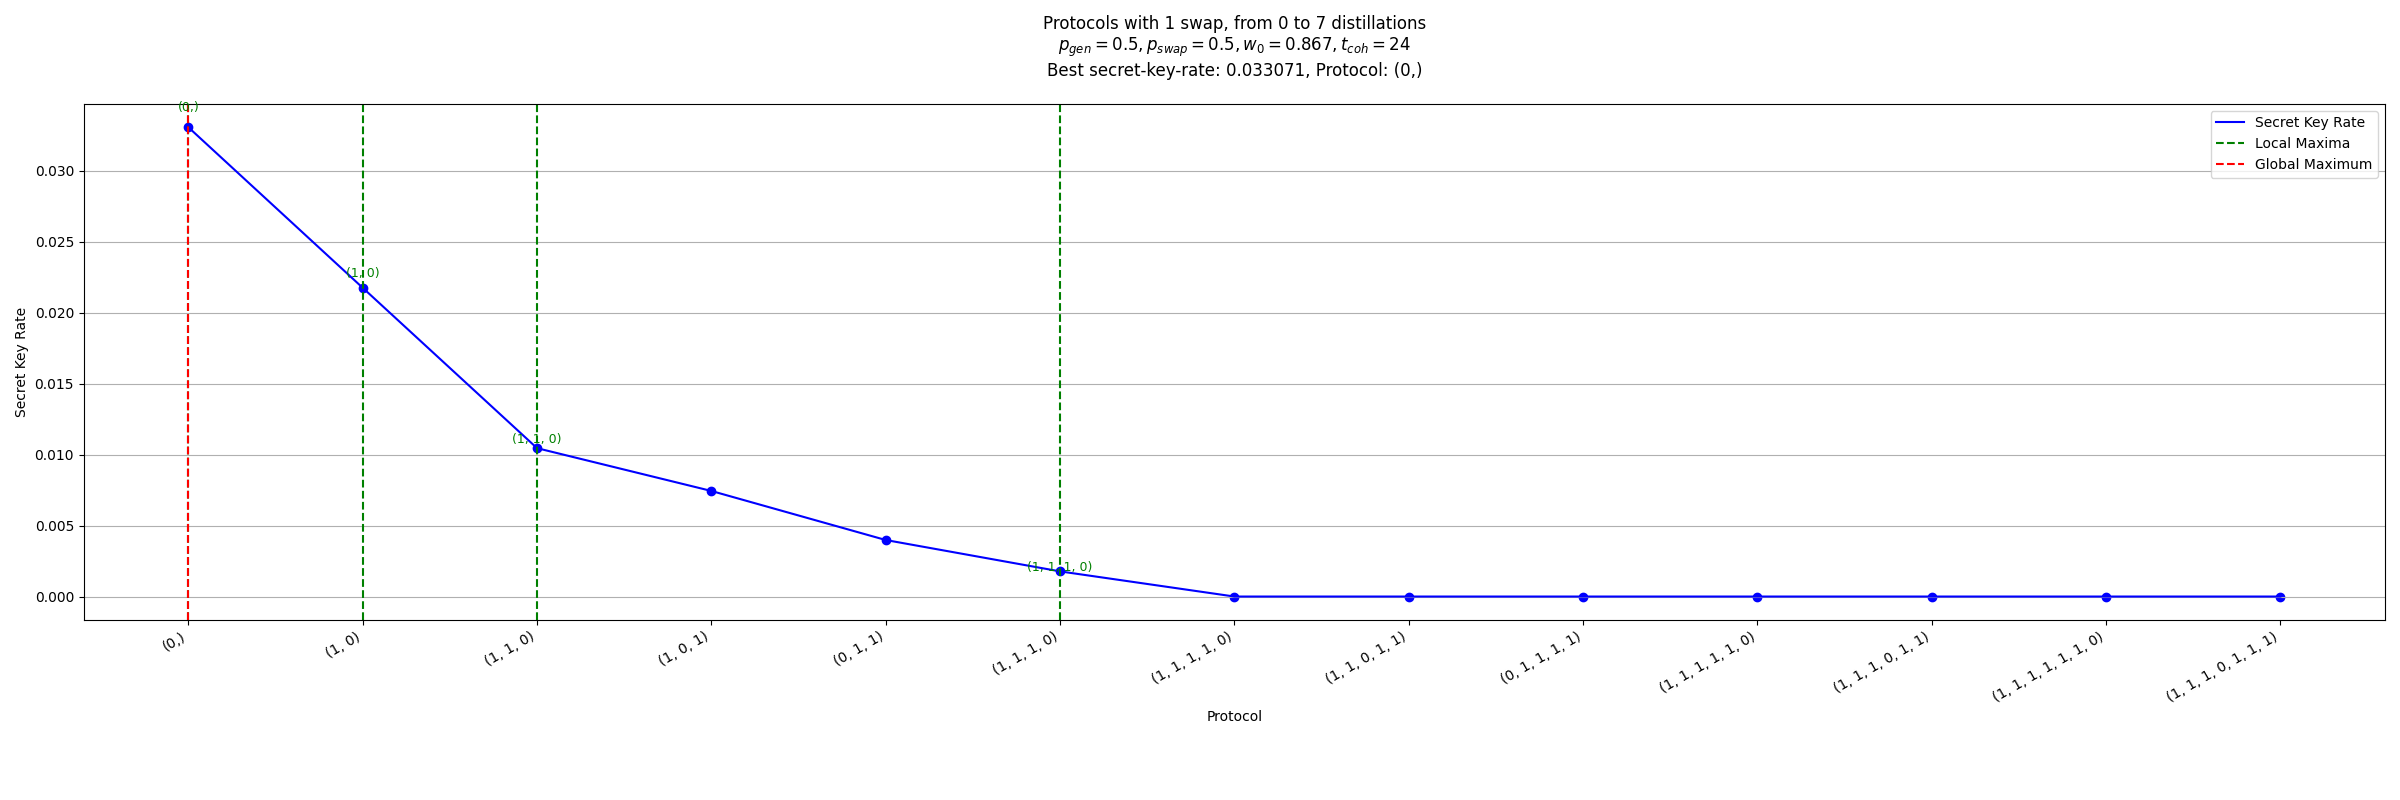 Protocols with 1 swap, from 0 to 7 distillations
p_gen = 0.5, p_swap = 0.5, w_0 = 0.867, t_coh = 24
Best secret-key-rate: 0.033071, Protocol: (0,)
Secret Key Rate
Local Maxima
Global Maximum
(0,)
(1, 0)
(1, 1, 0)
(1, 1, 1, 0)
Secret Key Rate
0.030
0.025
0.020
0.015
0.010
0.005
0.000
(0,)
(1, 0)
(1, 1, 0)
(1, 0, 1)
(0, 1, 1)
(1, 1, 1, 0)
(1, 1, 1, 1, 0)
(1, 1, 0, 1, 1)
(0, 1, 1, 1, 1)
(1, 1, 1, 1, 1, 0)
(1, 1, 1, 0, 1, 1)
(1, 1, 1, 1, 1, 1, 0)
(1, 1, 1, 0, 1, 1, 1)
Protocol